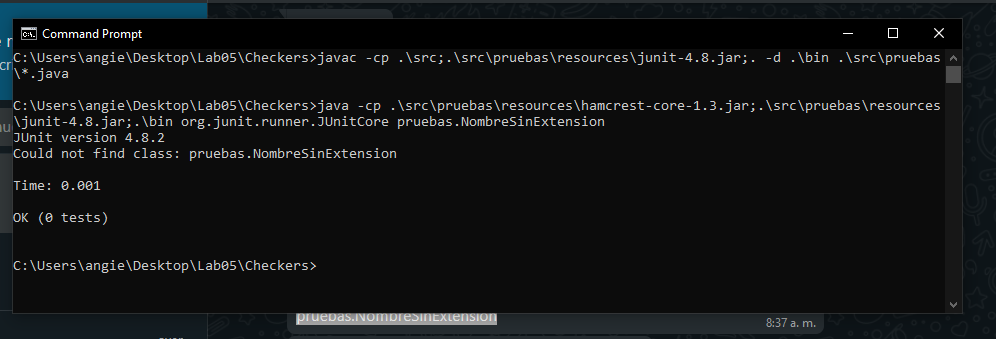 Command Prompt
C:\Users\angie\Desktop\Lab05\Checkers>javac -cp .\src;.\src\pruebas\resources\junit-4.8.jar;. -d .\bin .\src\pruebas
\*.java
C:\Users\angie\Desktop\Lab05\Checkers>java -cp .\src\pruebas\resources\hamcrest-core-1.3.jar;.\src\pruebas\resources
\junit-4.8.jar;.\bin org.junit.runner.JUnitCore pruebas.NombreSinExtension
JUnit version 4.8.2
Could not find class: pruebas.NombreSinExtension
Time: 0.001
OK (0 tests)
C:\Users\angie\Desktop\Lab05\Checkers>
pruebas.NombreSinExtension
8:37 a. m.